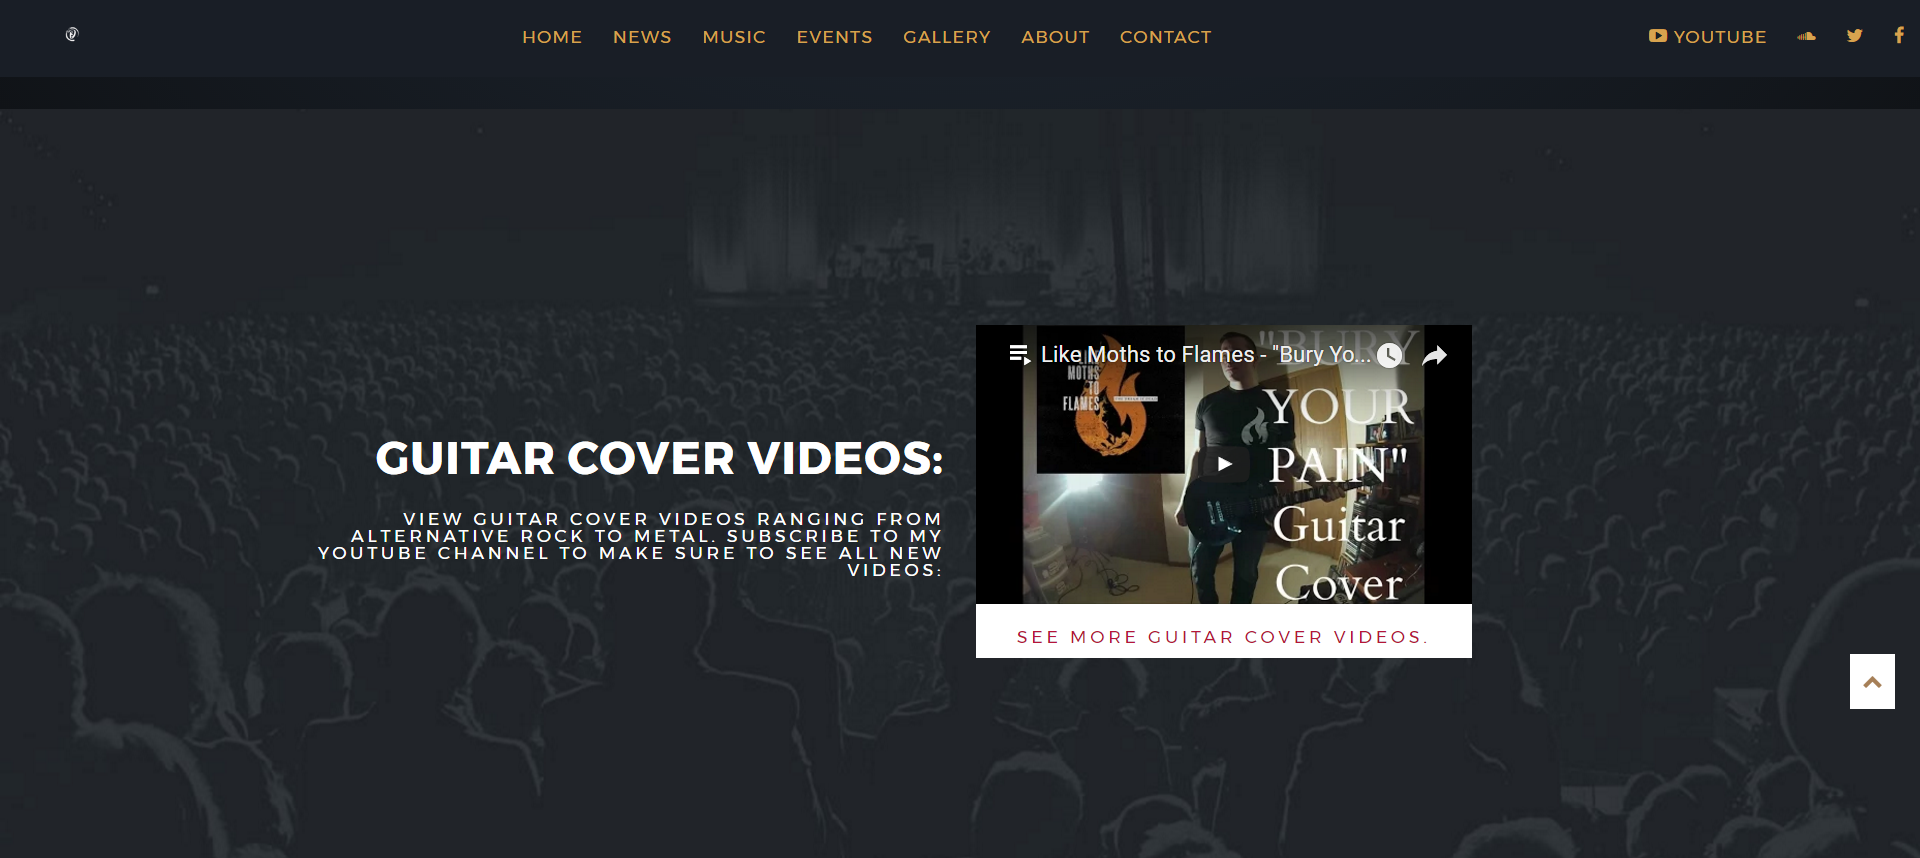 HOME NEWS MUSIC EVENTS GALLERY ABOUT CONTACT YOUTUBE
GUITAR COVER VIDEOS:
VIEW GUITAR COVER VIDEOS RANGING FROM
ALTERNATIVE ROCK TO METAL. SUBSCRIBE TO MY
YOUTUBE CHANNEL TO MAKE SURE TO SEE ALL NEW
VIDEOS:
Like Moths to Flames - "Bury Yo...
MOTHS
TO
FLAMES
"BURY
YOUR
PAIN"
Guitar
Cover
SEE MORE GUITAR COVER VIDEOS.